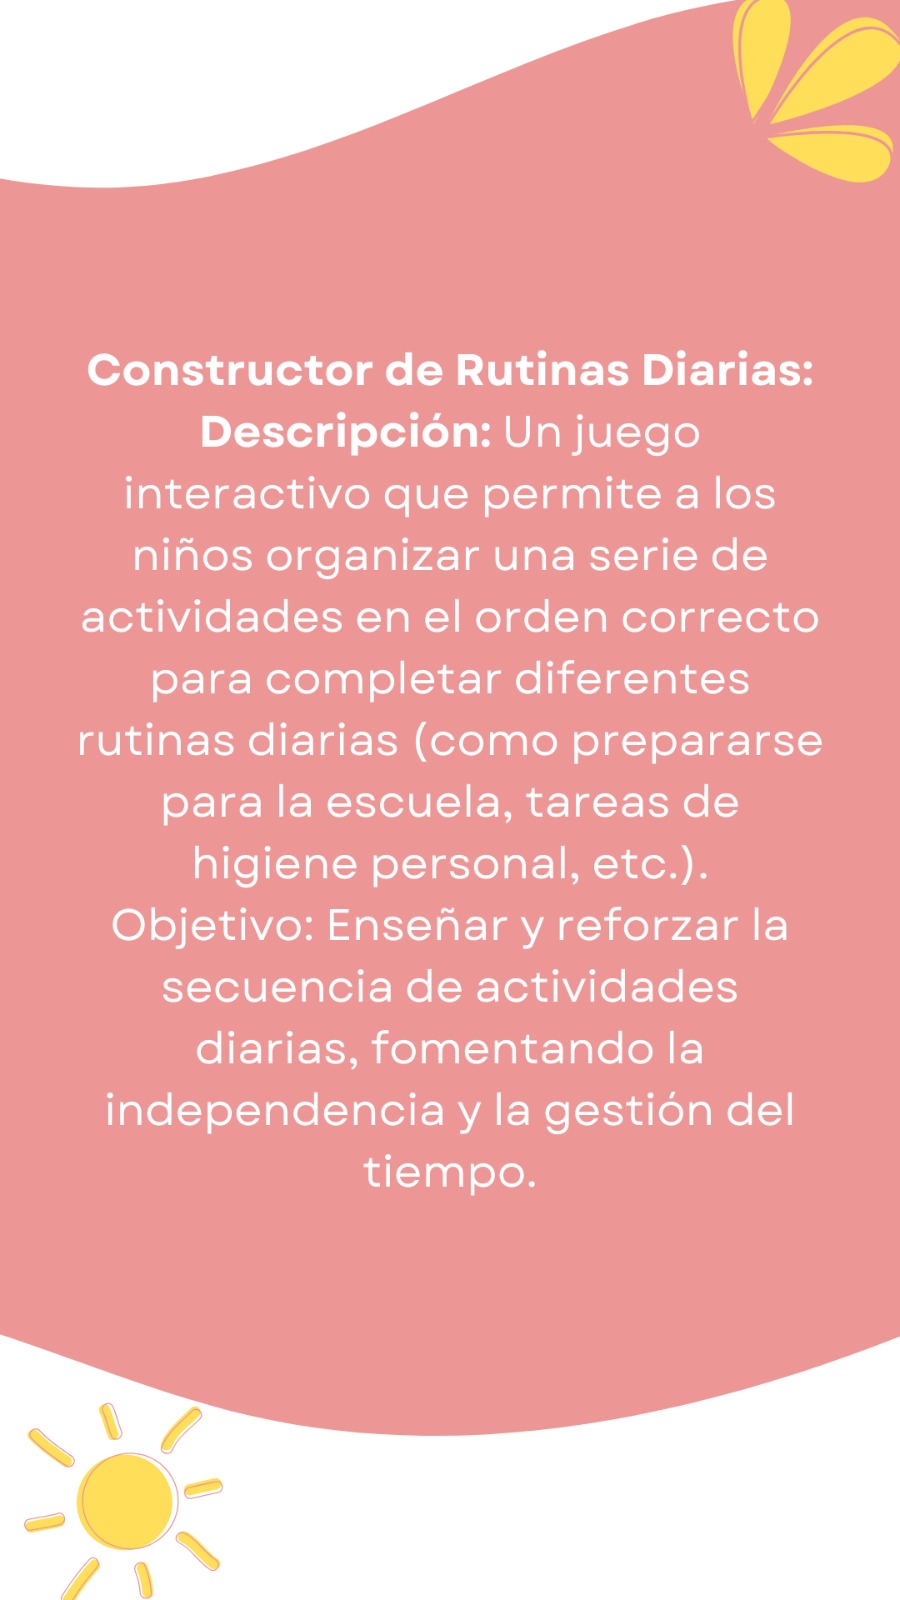 Constructor de Rutinas Diarias:
Descripción: Un juego
interactivo que permite a los
niños organizar una serie de
actividades en el orden correcto
para completar diferentes
rutinas diarias (como prepararse
para la escuela, tareas de
higiene personal, etc.).
Objetivo: Enseñar y reforzar la
secuencia de actividades
diarias, fomentando la
independencia y la gestión del
tiempo.